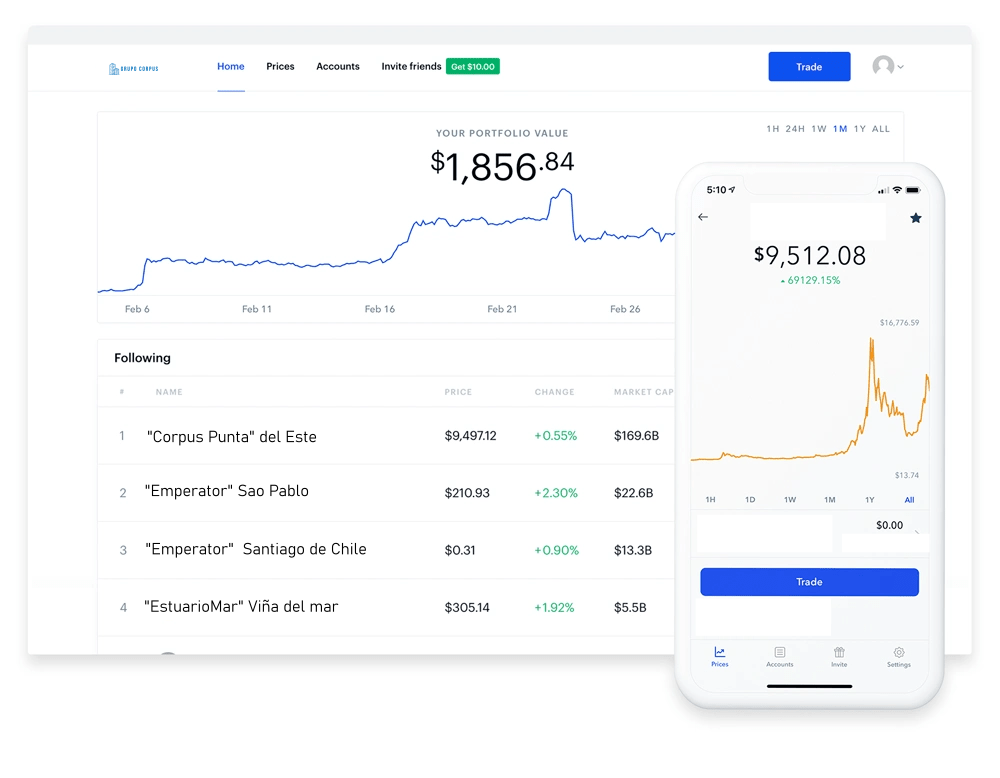 GRUPO CORPUS
Home Prices Accounts Invite friends Get $10.00 Trade
YOUR PORTFOLIO VALUE
1H 24H 1W 1M 1Y ALL
$1,856.84
Feb 6 Feb 11 Feb 16 Feb 21 Feb 26
Following
# NAME PRICE CHANGE MARKET CAP
1 "Corpus Punta" del Este $9,497.12 +0.55% $169.6B
2 "Emperator" Sao Pablo $210.93 +2.30% $22.6B
3 "Emperator" Santiago de Chile $0.31 +0.90% $13.3B
4 "EstuarioMar" Viña del mar $305.14 +1.92% $5.5B
5:10
$9,512.08
69129.15%
$16,776.59
$13.74
1H 1D 1W 1M 1Y All
$0.00
Trade
Prices Accounts Invite Settings